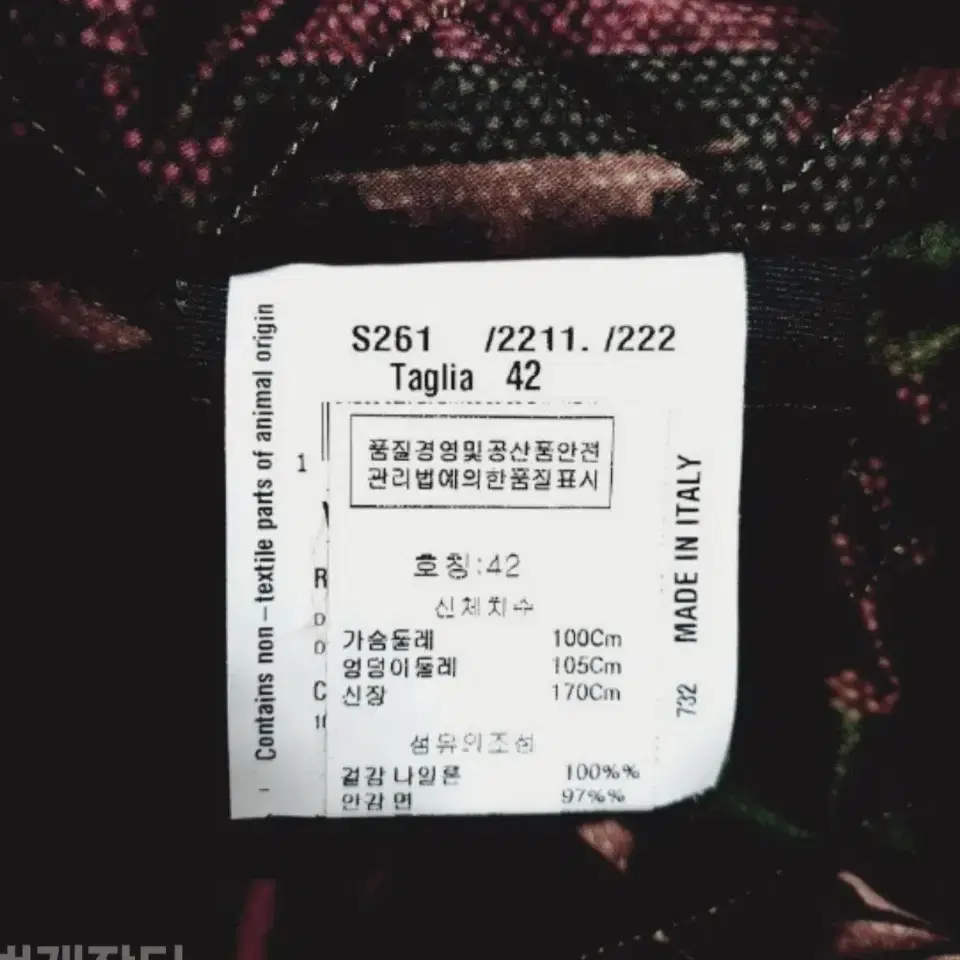 S261 /2211. /222
Taglia 42
Contains non-textile parts of animal origin
1
품질경영및공산품안전
관리법에의한품질표시
호칭:42
신체치수
가슴둘레 100Cm
엉덩이둘레 105Cm
신장 170Cm
섬유의조성
겉감 나일론 100%%
안감 면 97%%
MADE IN ITALY
732
R
D
D
C